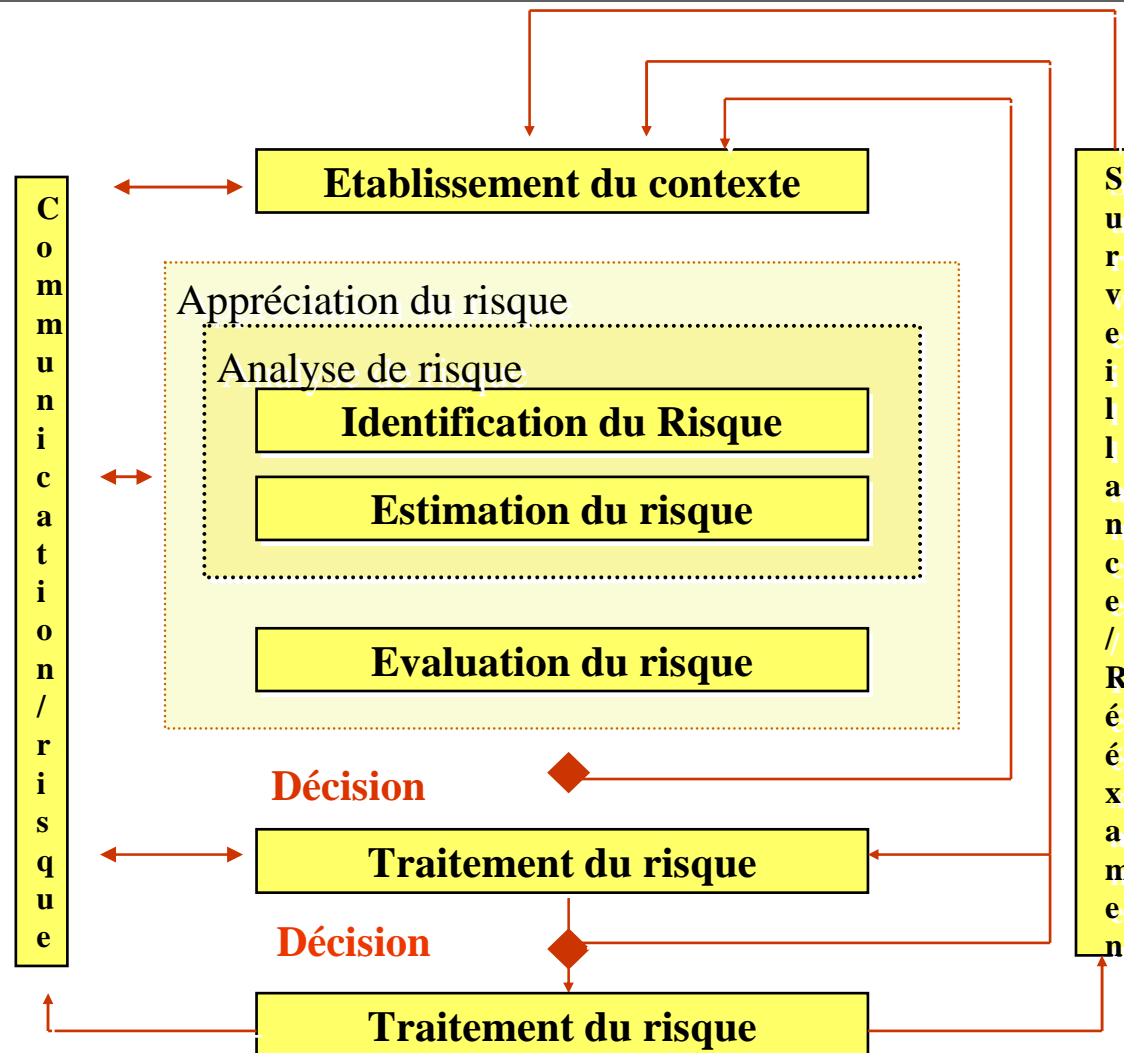 Etablissement du contexte
Communication/risque
Surveillance/Rééxamen
Appréciation du risque
Analyse de risque
Identification du Risque
Estimation du risque
Evaluation du risque
Décision
Traitement du risque
Décision
Traitement du risque